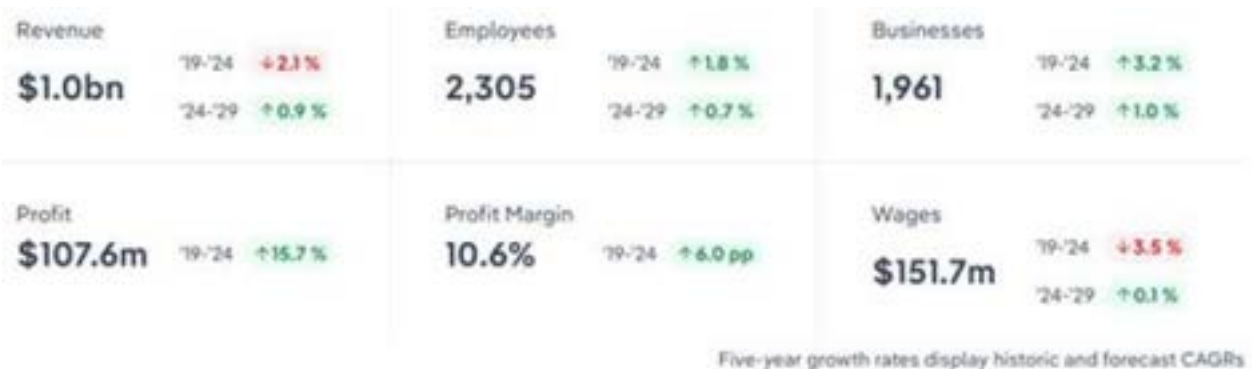 Revenue
$1.0bn
'19-'24 ↓2.1%
'24-'29 ↑0.9%
Employees
2,305
'19-'24 ↑1.8%
'24-'29 ↑0.7%
Businesses
1,961
'19-'24 ↑3.2%
'24-'29 ↑1.0%
Profit
$107.6m
'19-'24 ↑15.7%
Profit Margin
10.6%
'19-'24 ↑6.0 pp
Wages
$151.7m
'19-'24 ↓3.5%
'24-'29 ↑0.1%
Five-year growth rates display historic and forecast CAGRs